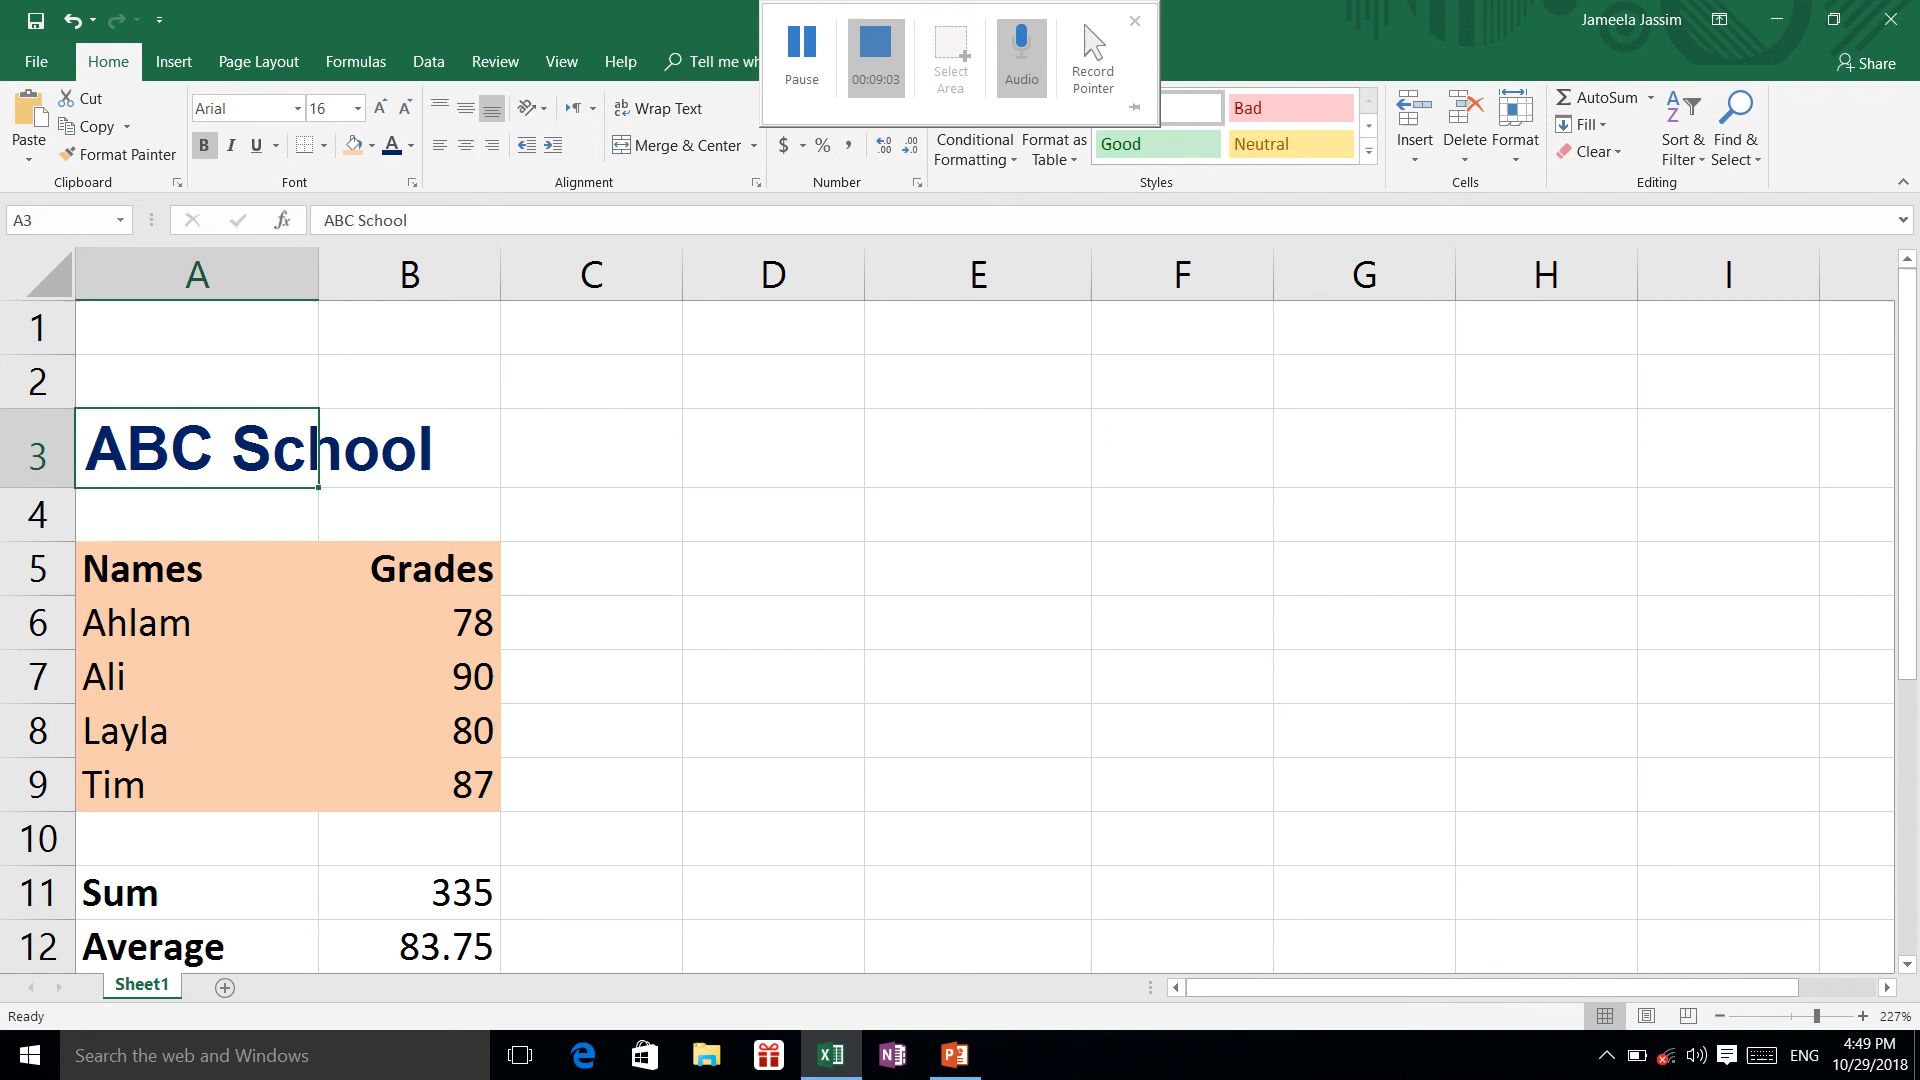 Jameela Jassim
File Home Insert Page Layout Formulas Data Review View Help Tell me wh Share
Pause 00:09:03 Select Area Audio Record Pointer
Paste Cut Copy Format Painter
Clipboard
Arial 16
B I U A
Font
Wrap Text
Merge & Center
Alignment
$ % ,
Number
Conditional Formatting Format as Table
Bad
Good Neutral
Styles
Insert Delete Format
Cells
AutoSum
Fill
Clear
Sort & Filter Find & Select
Editing
A3 fx ABC School
A B C D E F G H I
1
2
3 ABC School
4
5 Names Grades
6 Ahlam 78
7 Ali 90
8 Layla 80
9 Tim 87
10
11 Sum 335
12 Average 83.75
Sheet1
Ready 227%
Search the web and Windows ENG 4:49 PM
10/29/2018